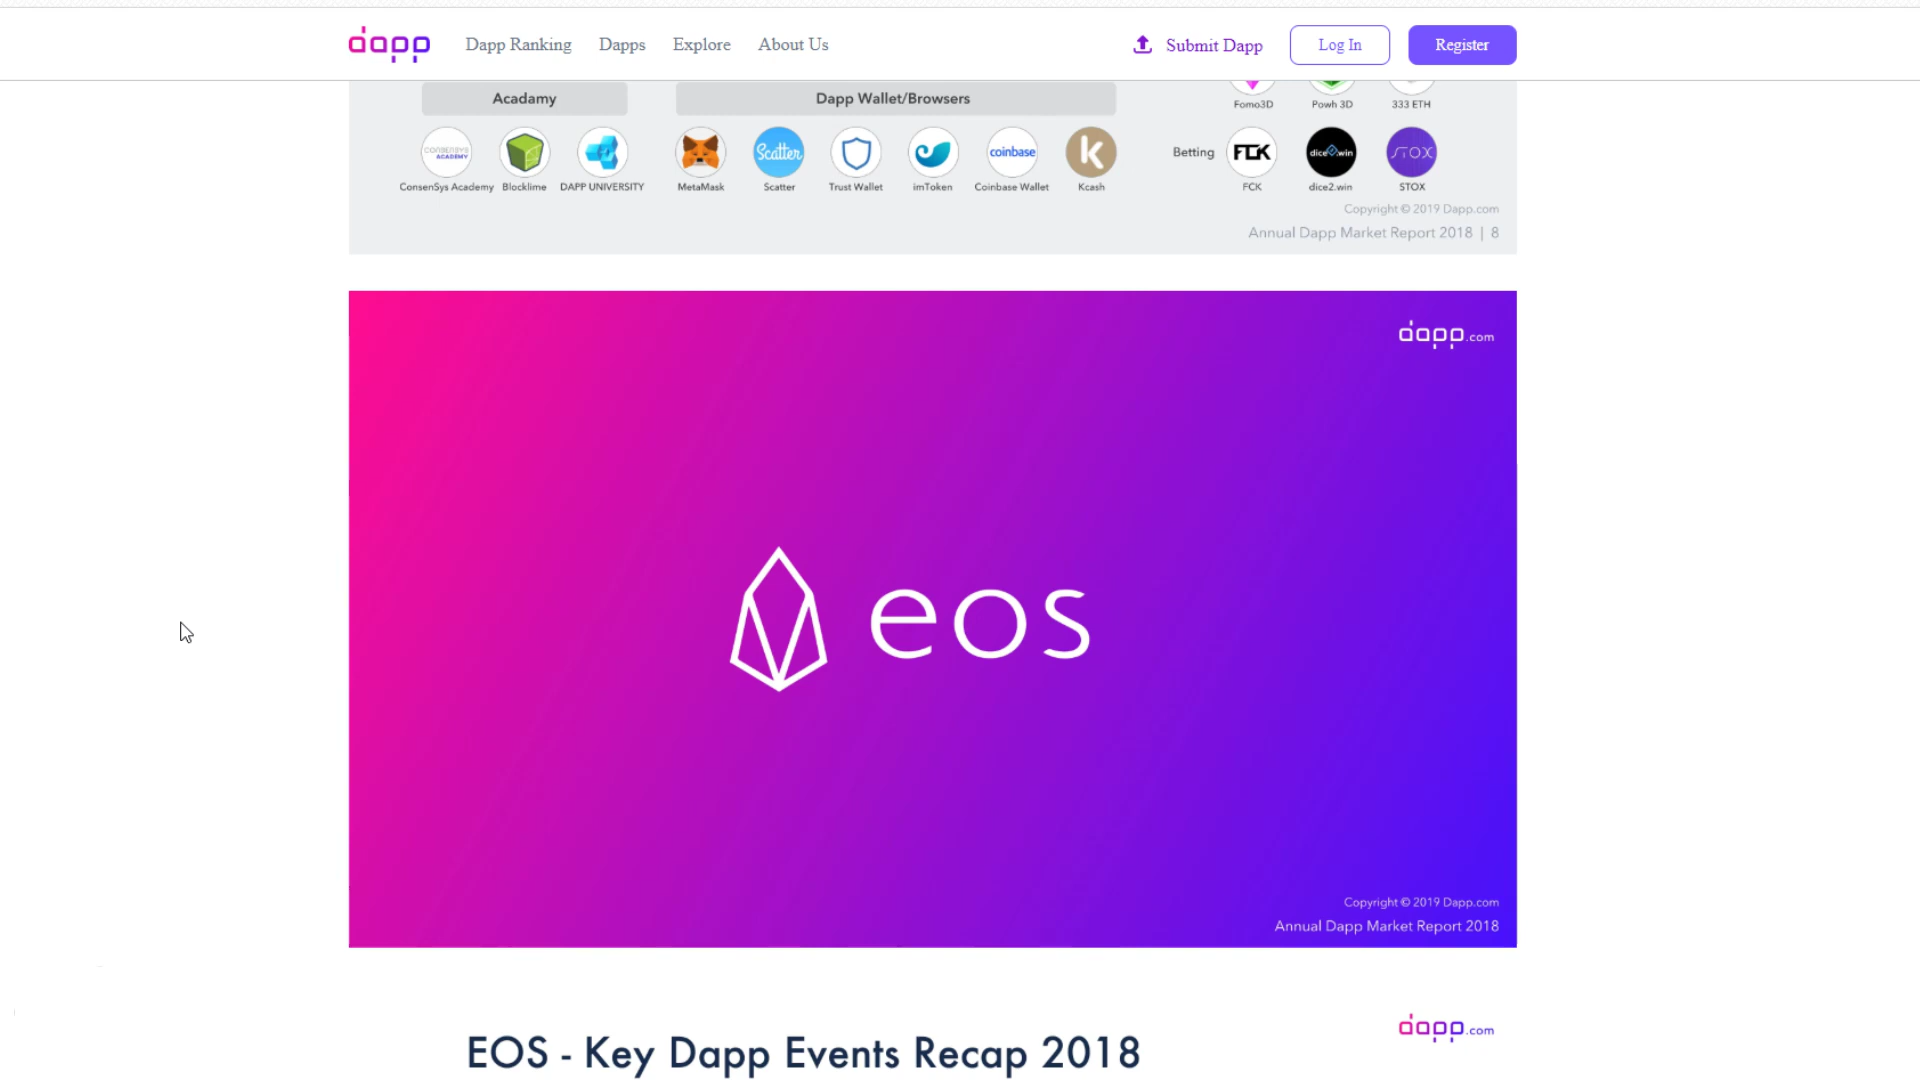 dapp Dapp Ranking Dapps Explore About Us Submit Dapp Log In Register
Acadamy Dapp Wallet/Browsers
Fomo3D Powh 3D 333 ETH
CONSENSYS ACADEMY Scatter coinbase k Betting FCK dice2.win STOX
ConsenSys Academy Blocklime DAPP UNIVERSITY MetaMask Scatter Trust Wallet imToken Coinbase Wallet Kcash FCK dice2.win STOX
Copyright © 2019 Dapp.com
Annual Dapp Market Report 2018 | 8
dapp.com
eos
Copyright © 2019 Dapp.com
Annual Dapp Market Report 2018
dapp.com
EOS - Key Dapp Events Recap 2018